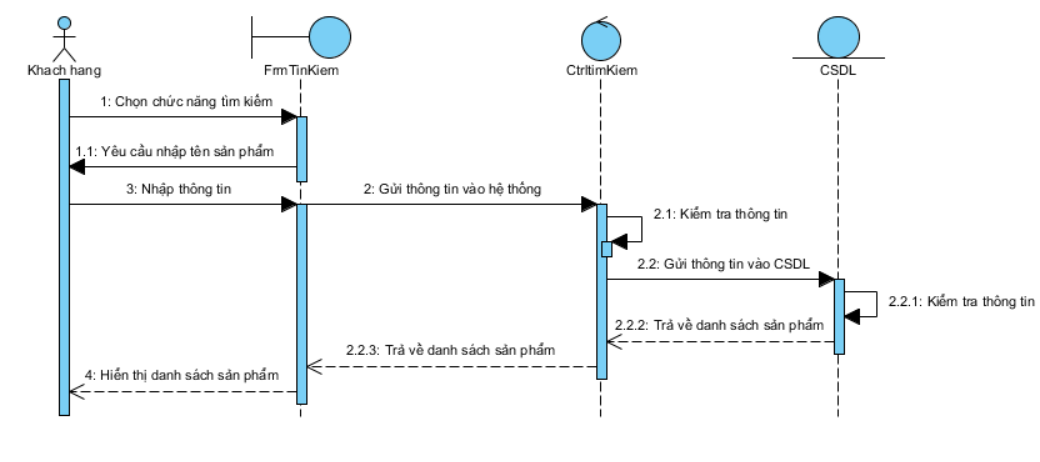 Khach hang
FrmTinKiem
CtrltimKiem
CSDL
1: Chọn chức năng tìm kiếm
1.1: Yêu cầu nhập tên sản phẩm
3: Nhập thông tin
2: Gửi thông tin vào hệ thống
2.1: Kiểm tra thông tin
2.2: Gửi thông tin vào CSDL
2.2.1: Kiểm tra thông tin
2.2.2: Trả về danh sách sản phẩm
2.2.3: Trả về danh sách sản phẩm
4: Hiển thị danh sách sản phẩm